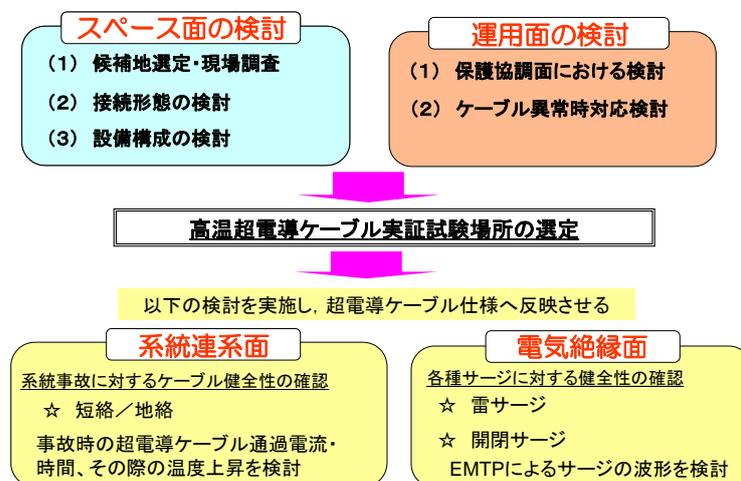 スペース面の検討
(1) 候補地選定・現場調査
(2) 接続形態の検討
(3) 設備構成の検討
運用面の検討
(1) 保護協調面における検討
(2) ケーブル異常時対応検討
高温超電導ケーブル実証試験場所の選定
以下の検討を実施し，超電導ケーブル仕様へ反映させる
系統連系面
系統事故に対するケーブル健全性の確認
☆ 短絡／地絡
事故時の超電導ケーブル通過電流・
時間、その際の温度上昇を検討
電気絶縁面
各種サージに対する健全性の確認
☆ 雷サージ
☆ 開閉サージ
EMTPによるサージの波形を検討